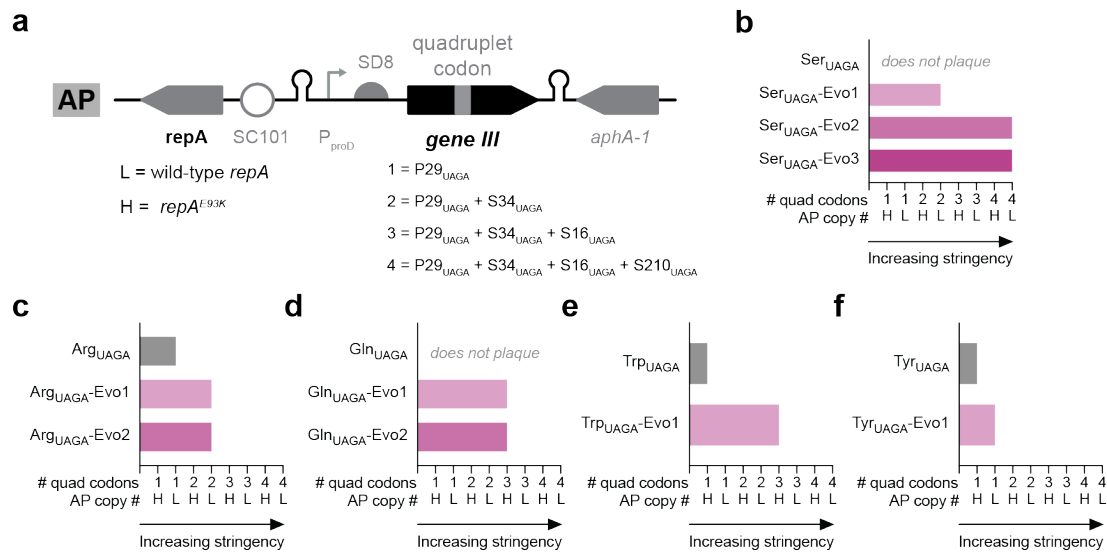 a
AP
repA
SC101
PproD
SD8
quadruplet
codon
gene III
aphA-1
L = wild-type repA
H = repA^E93K
1 = P29UAGA
2 = P29UAGA + S34UAGA
3 = P29UAGA + S34UAGA + S16UAGA
4 = P29UAGA + S34UAGA + S16UAGA + S210UAGA
b
SerUAGA
does not plaque
SerUAGA-Evo1
SerUAGA-Evo2
SerUAGA-Evo3
# quad codons 1 1 2 2 3 3 4 4
AP copy # H L H L H L H L
Increasing stringency
c
ArgUAGA
ArgUAGA-Evo1
ArgUAGA-Evo2
# quad codons 1 1 2 2 3 3 4 4
AP copy # H L H L H L H L
Increasing stringency
d
GlnUAGA
does not plaque
GlnUAGA-Evo1
GlnUAGA-Evo2
# quad codons 1 1 2 2 3 3 4 4
AP copy # H L H L H L H L
Increasing stringency
e
TrpUAGA
TrpUAGA-Evo1
# quad codons 1 1 2 2 3 3 4 4
AP copy # H L H L H L H L
Increasing stringency
f
TyrUAGA
TyrUAGA-Evo1
# quad codons 1 1 2 2 3 3 4 4
AP copy # H L H L H L H L
Increasing stringency